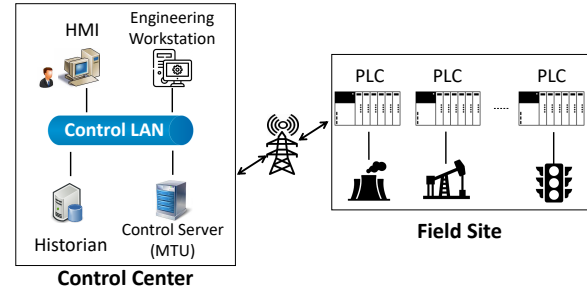 HMI
Engineering
Workstation
Control LAN
Historian
Control Server
(MTU)
Control Center
PLC
PLC
PLC
......
Field Site